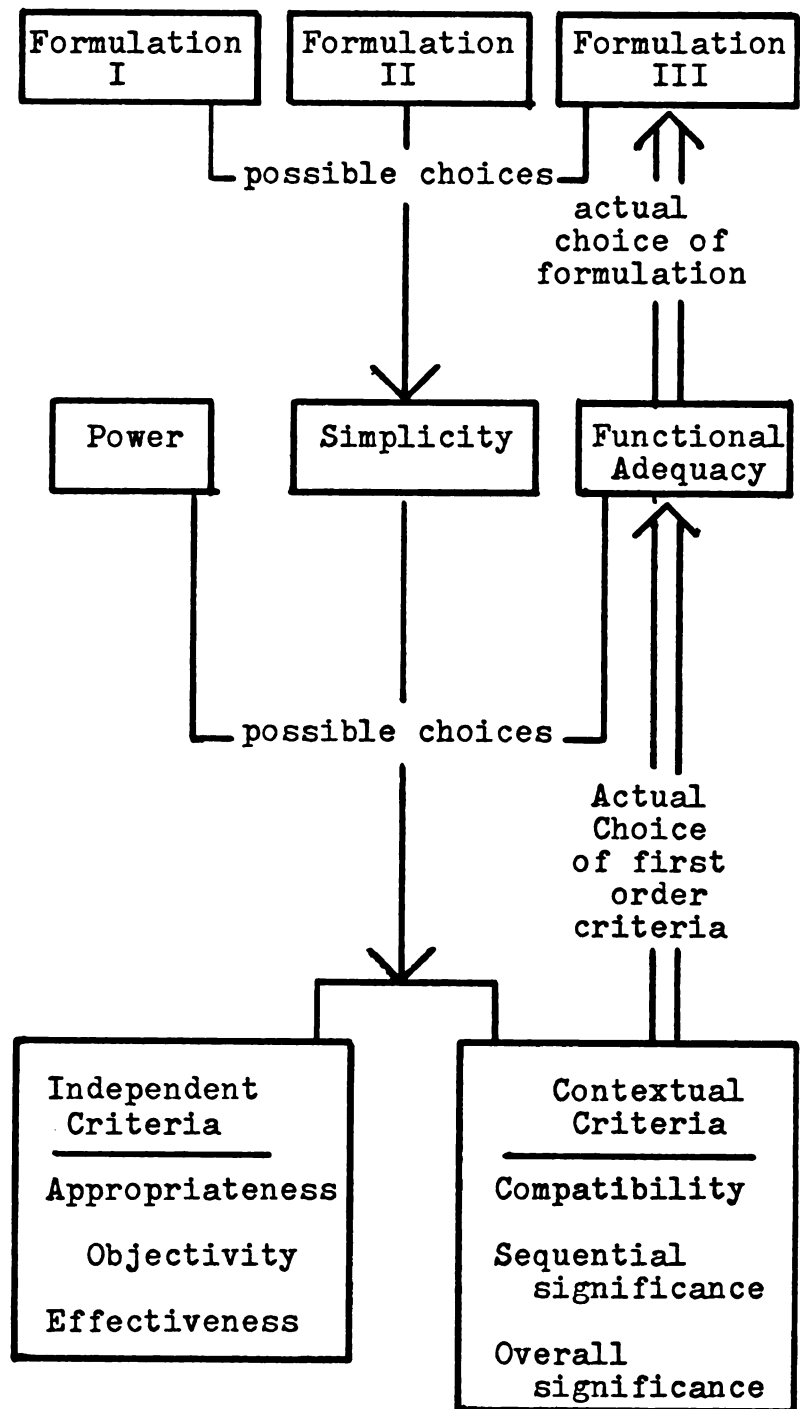 Formulation
I
Formulation
II
Formulation
III
possible choices
actual
choice of
formulation
Power
Simplicity
Functional
Adequacy
possible choices
Actual
Choice
of first
order
criteria
Independent
Criteria
Appropriateness
Objectivity
Effectiveness
Contextual
Criteria
Compatibility
Sequential
significance
Overall
significance